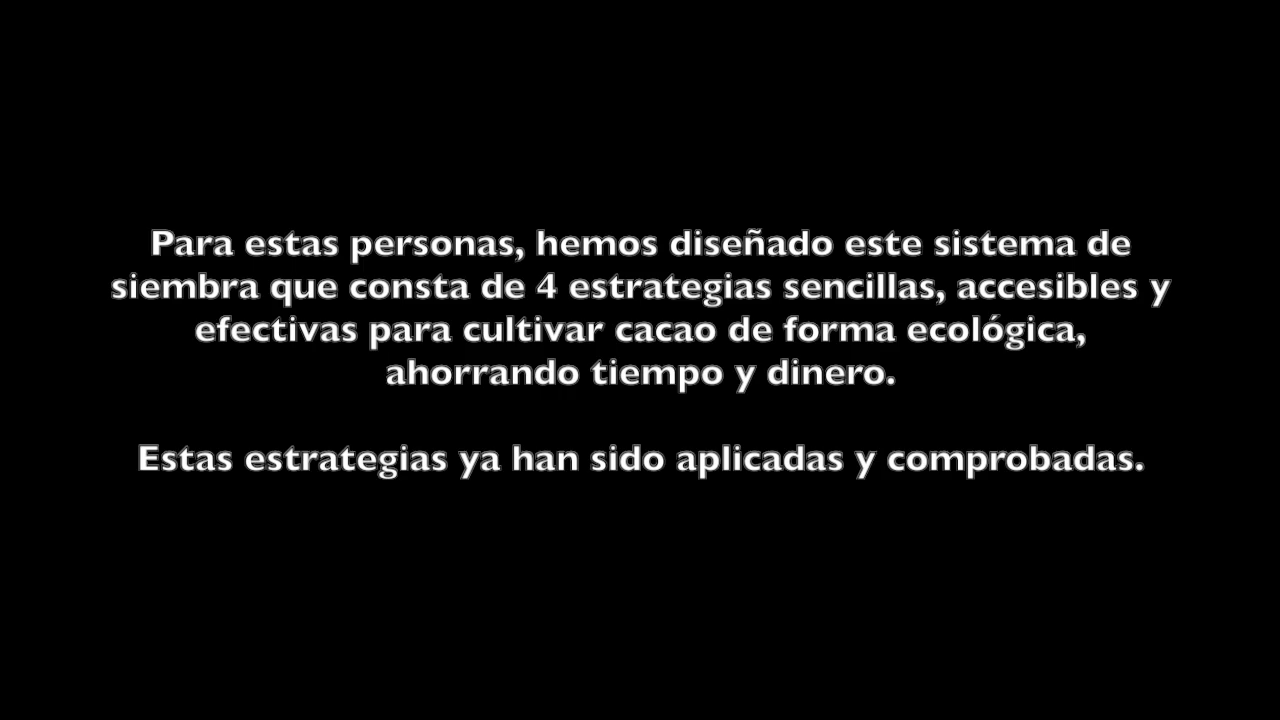 Para estas personas, hemos diseñado este sistema de
siembra que consta de 4 estrategias sencillas, accesibles y
efectivas para cultivar cacao de forma ecológica,
ahorrando tiempo y dinero.
Estas estrategias ya han sido aplicadas y comprobadas.